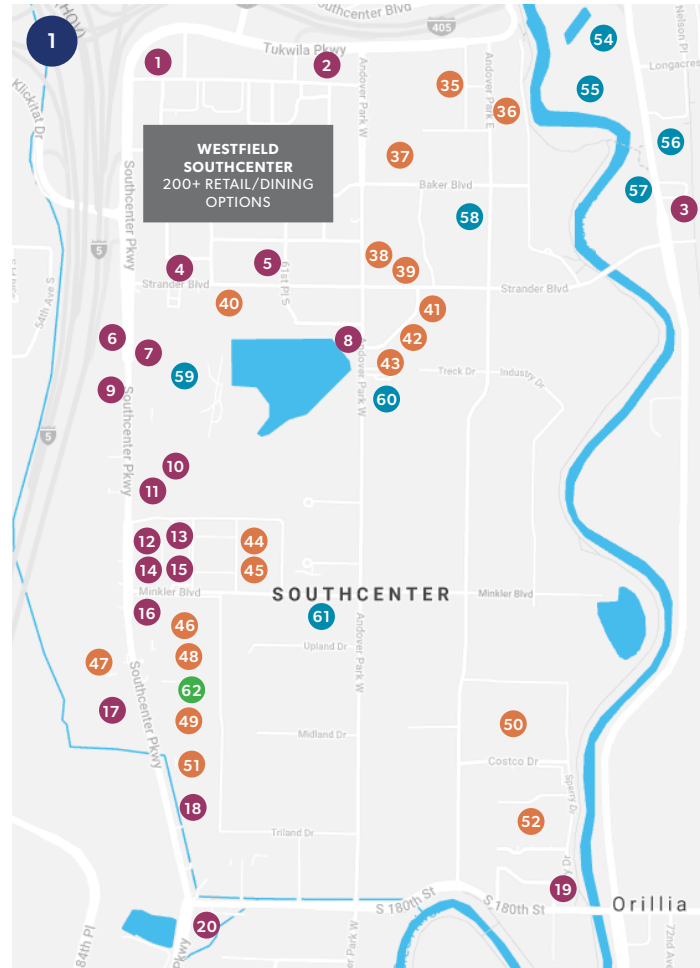 1
Southcenter Blvd
405
54
Nelson Pl
Tukwila Pkwy
1
2
Longacres
Klickitat Dr
Andover Park W
Andover Park E
35
55
36
56
WESTFIELD
SOUTHCENTER
200+ RETAIL/DINING
OPTIONS
37
Southcenter Pkwy
Baker Blvd
57
3
58
5
38
39
4
5
61st Pl S
Strander Blvd
Strander Blvd
54th Ave S
40
41
6
7
8
42
43
59
Andover Park W
Treck Dr
Industry Dr
9
60
Southcenter Pkwy
5
10
11
12
13
44
14
15
45
Minkler Blvd
SOUTHCENTER
Minkler Blvd
16
46
61
Andover Park W
Upland Dr
47
48
62
Southcenter Pkwy
17
49
50
Midland Dr
51
Costco Dr
Sperry Dr
18
52
Triland Dr
19
S 180th St
S 180th St
Orillia
20
84th Pl
Pkwy
Andover Park W
72nd Ave